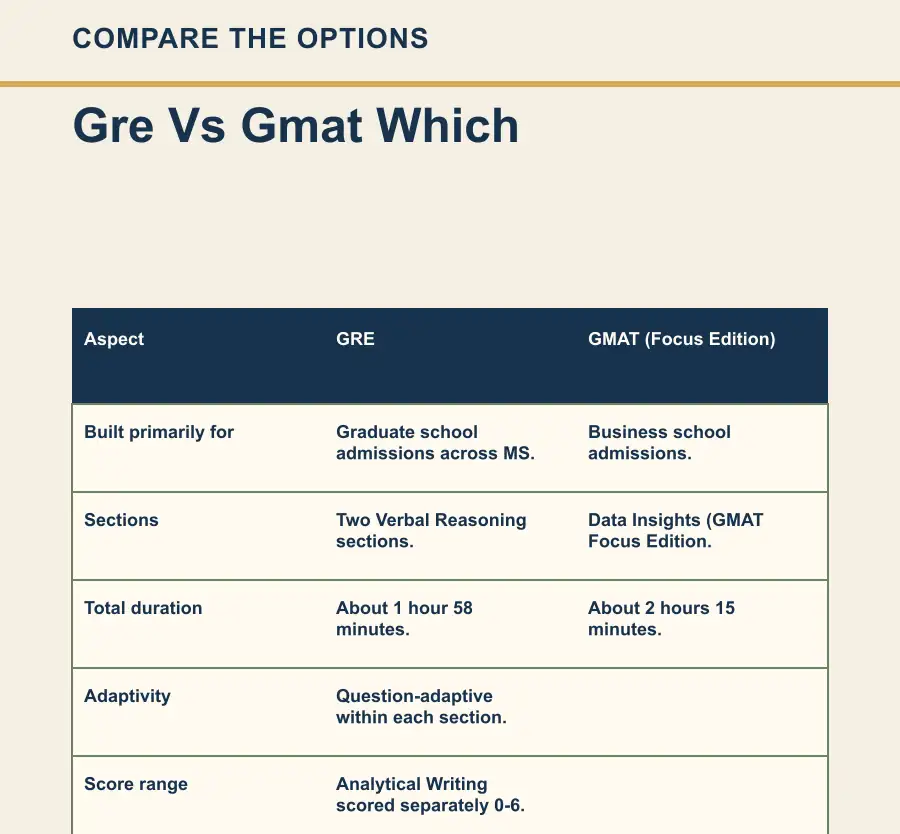 COMPARE THE OPTIONS
Gre Vs Gmat Which
Aspect GRE GMAT (Focus Edition)
Built primarily for Graduate school admissions across MS. Business school admissions.
Sections Two Verbal Reasoning sections. Data Insights (GMAT Focus Edition.
Total duration About 1 hour 58 minutes. About 2 hours 15 minutes.
Adaptivity Question-adaptive within each section.
Score range Analytical Writing scored separately 0-6.